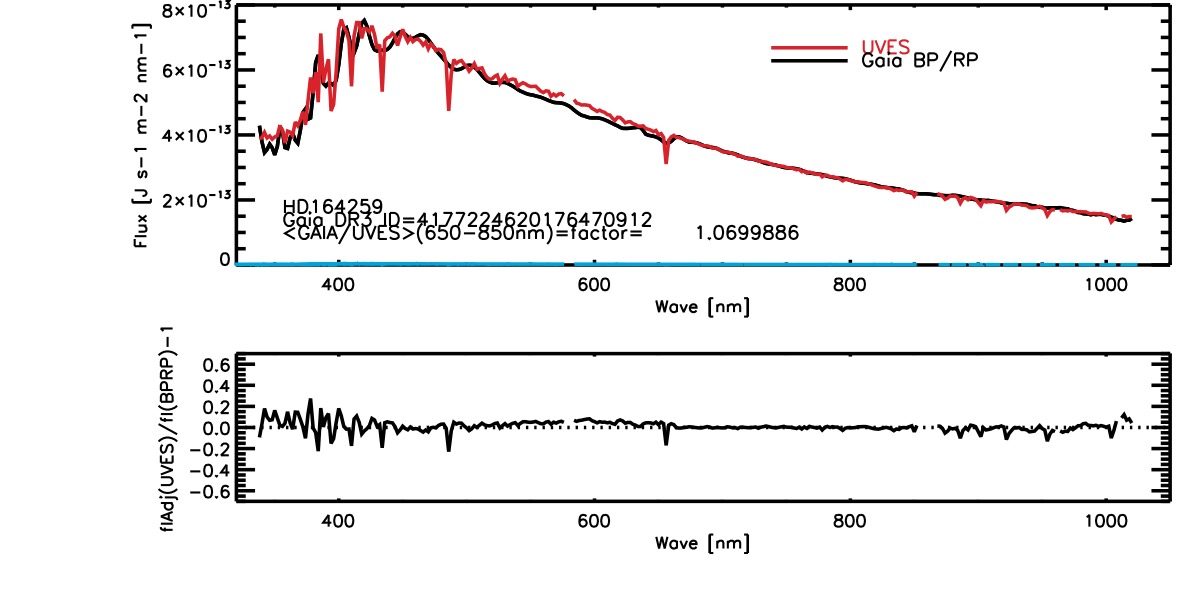 8×10−13
6×10−13
4×10−13
2×10−13
0
Flux [J s−1 m−2 nm−1]
UVES
Gaia BP/RP
HD164259
Gaia DR3 ID=4177224620176470912
<GAIA/UVES>(650−850nm)=factor= 1.0699886
400 600 800 1000
Wave [nm]
flAdj(UVES)/fl(BPRP)−1
0.6
0.4
0.2
0.0
−0.2
−0.4
−0.6
400 600 800 1000
Wave [nm]